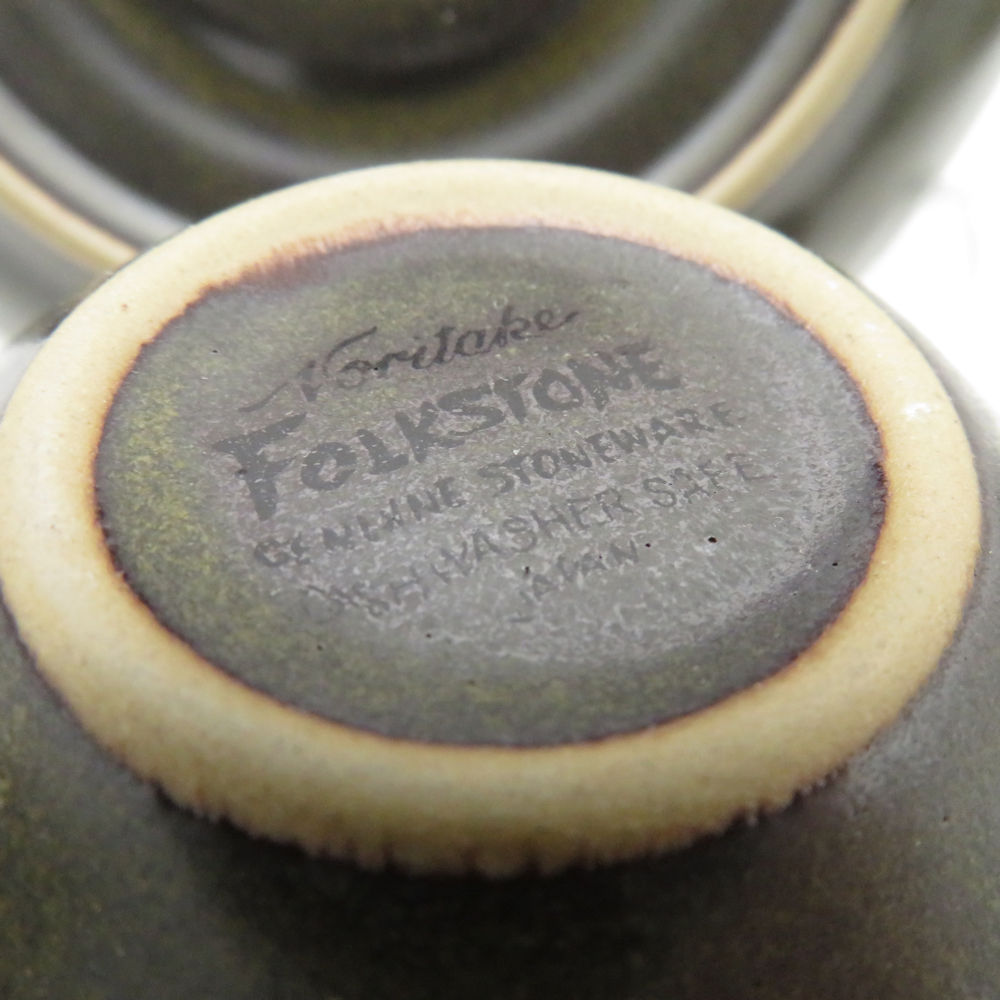 Noritake
FOLKSTONE
GENUINE STONEWARE
DISHWASHER SAFE
JAPAN